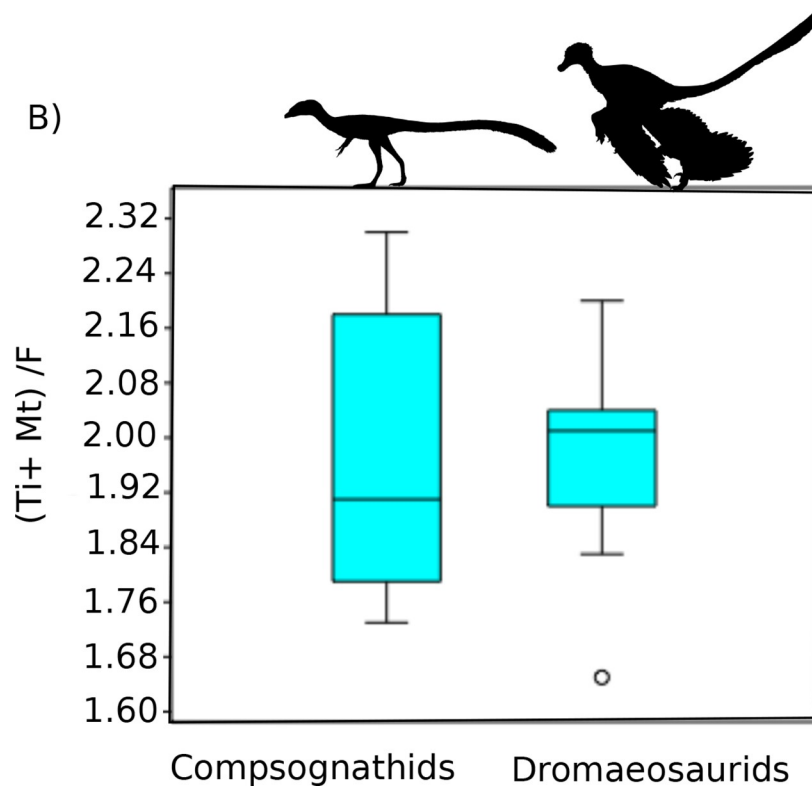 B)
2.32
2.24
2.16
2.08
2.00
1.92
1.84
1.76
1.68
1.60
(Ti+ Mt) /F
Compsognathids
Dromaeosaurids